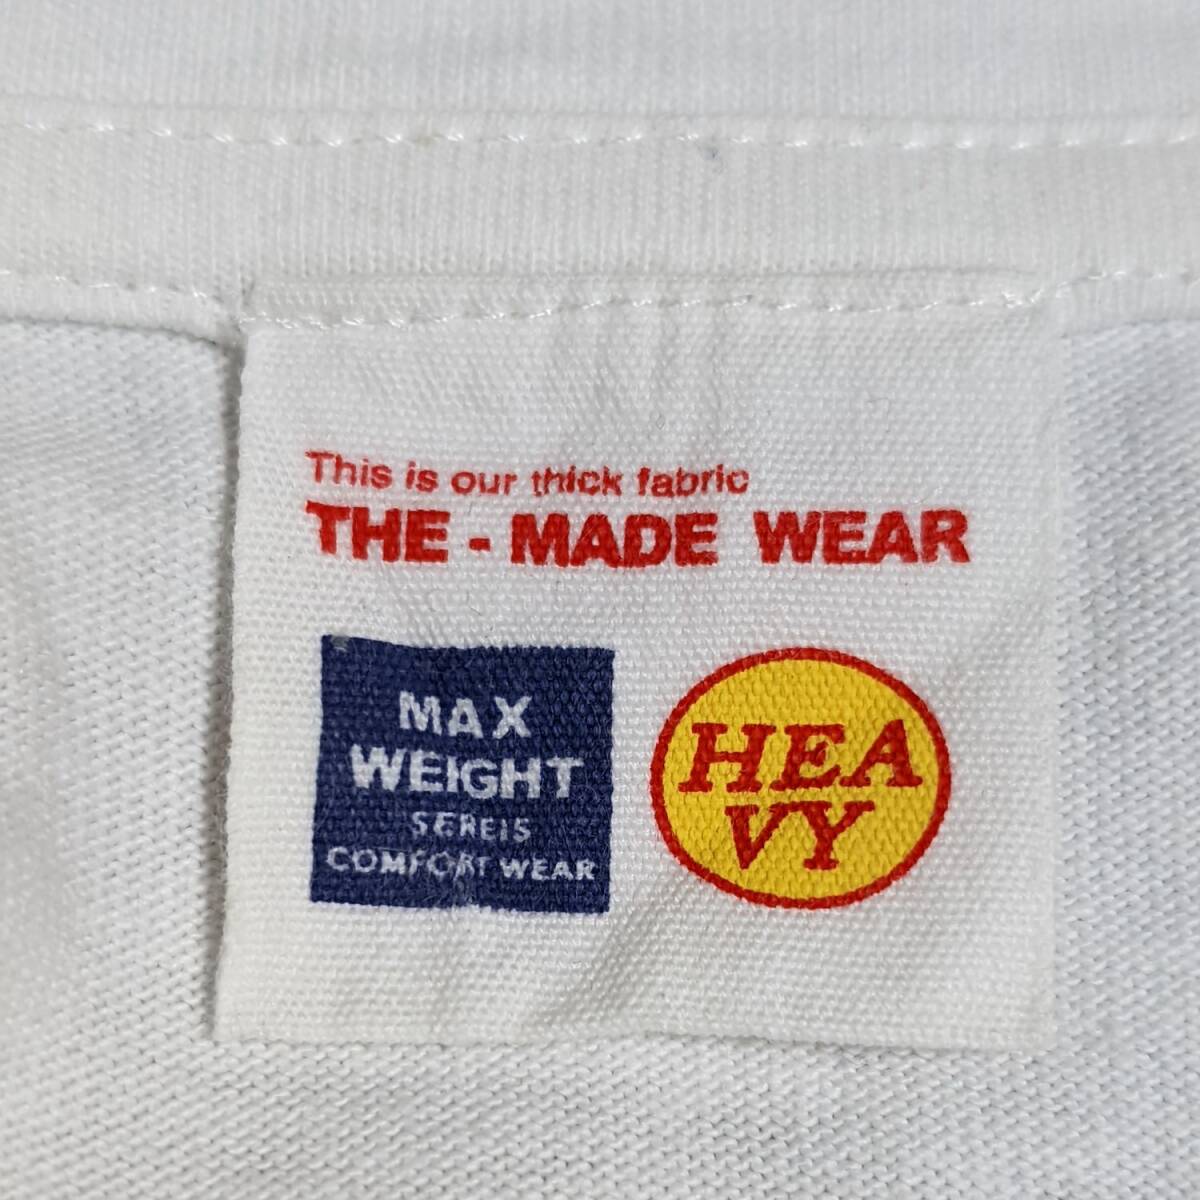 This is our thick fabric
THE - MADE WEAR
MAX
WEIGHT
SEREIS
COMFORT WEAR
HEA
VY